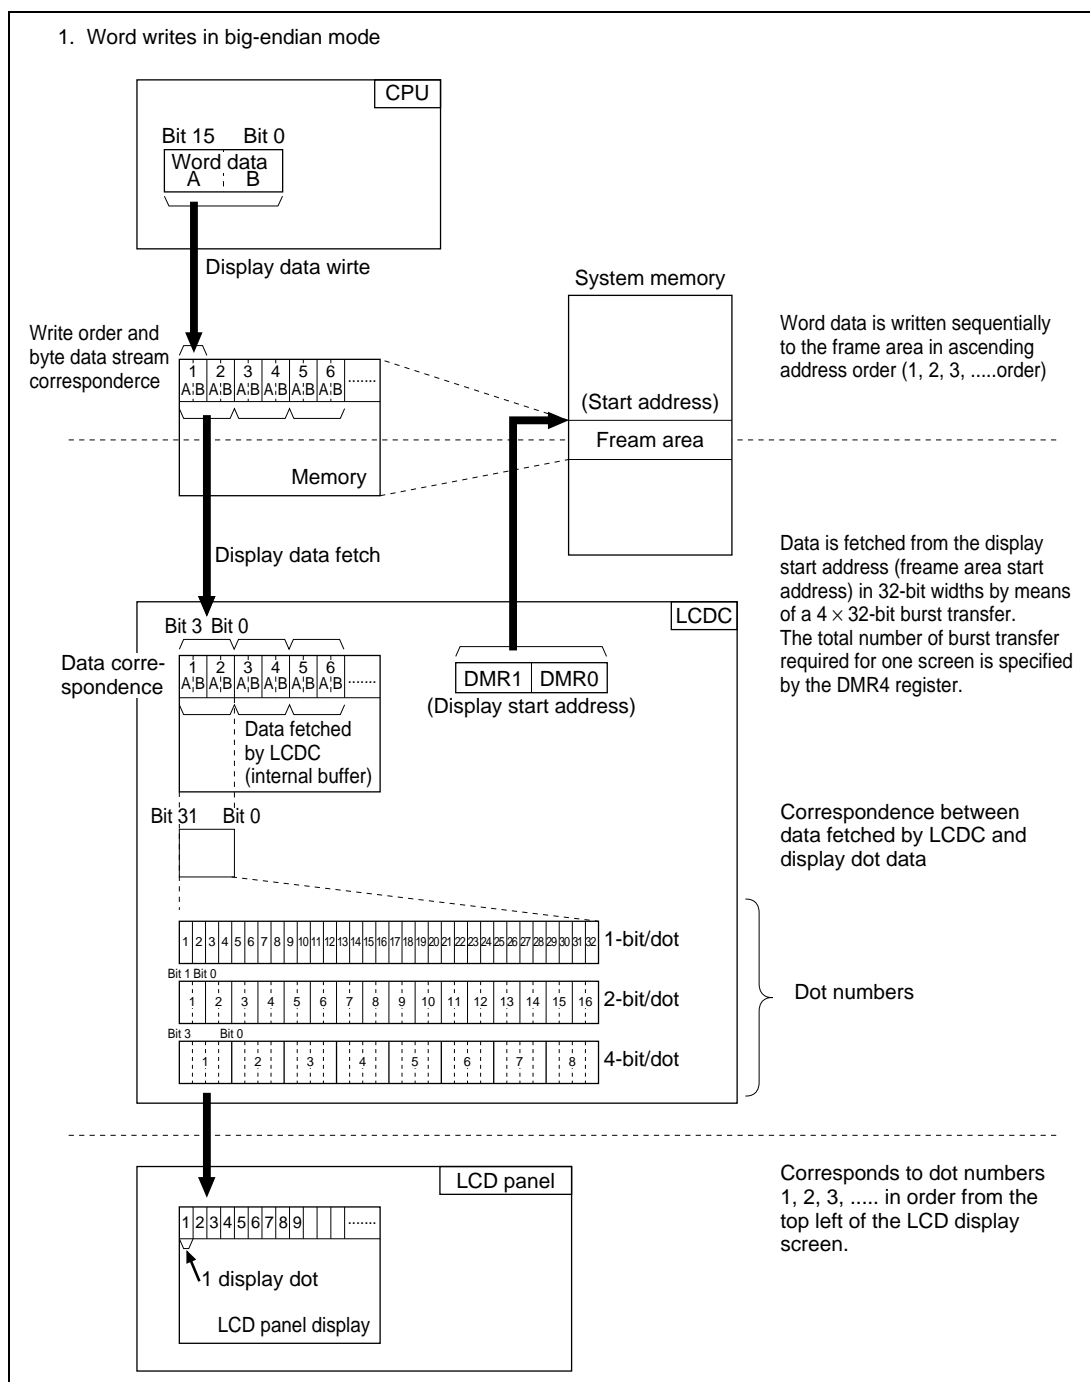 1. Word writes in big-endian mode
CPU
Bit 15 Bit 0
Word data
A B
Display data wirte
System memory
Write order and
byte data stream
corresponderce
1 2 3 4 5 6 .......
A B A B A B A B A B A B
Memory
(Start address)
Fream area
Word data is written sequentially
to the frame area in ascending
address order (1, 2, 3, .....order)
Display data fetch
Data is fetched from the display
start address (freame area start
address) in 32-bit widths by means
of a 4 × 32-bit burst transfer.
The total number of burst transfer
required for one screen is specified
by the DMR4 register.
LCDC
Bit 3 Bit 0
Data corre-
spondence
1 2 3 4 5 6 .......
A B A B A B A B A B A B
DMR1 DMR0
(Display start address)
Data fetched
by LCDC
(internal buffer)
Bit 31 Bit 0
Correspondence between
data fetched by LCDC and
display dot data
1 2 3 4 5 6 7 8 9 10 11 12 13 14 15 16 17 18 19 20 21 22 23 24 25 26 27 28 29 30 31 32 1-bit/dot
Bit 1 Bit 0
1 2 3 4 5 6 7 8 9 10 11 12 13 14 15 16 2-bit/dot
Bit 3 Bit 0
1 2 3 4 5 6 7 8 4-bit/dot
Dot numbers
LCD panel
1 2 3 4 5 6 7 8 9 .......
1 display dot
LCD panel display
Corresponds to dot numbers
1, 2, 3, ..... in order from the
top left of the LCD display
screen.